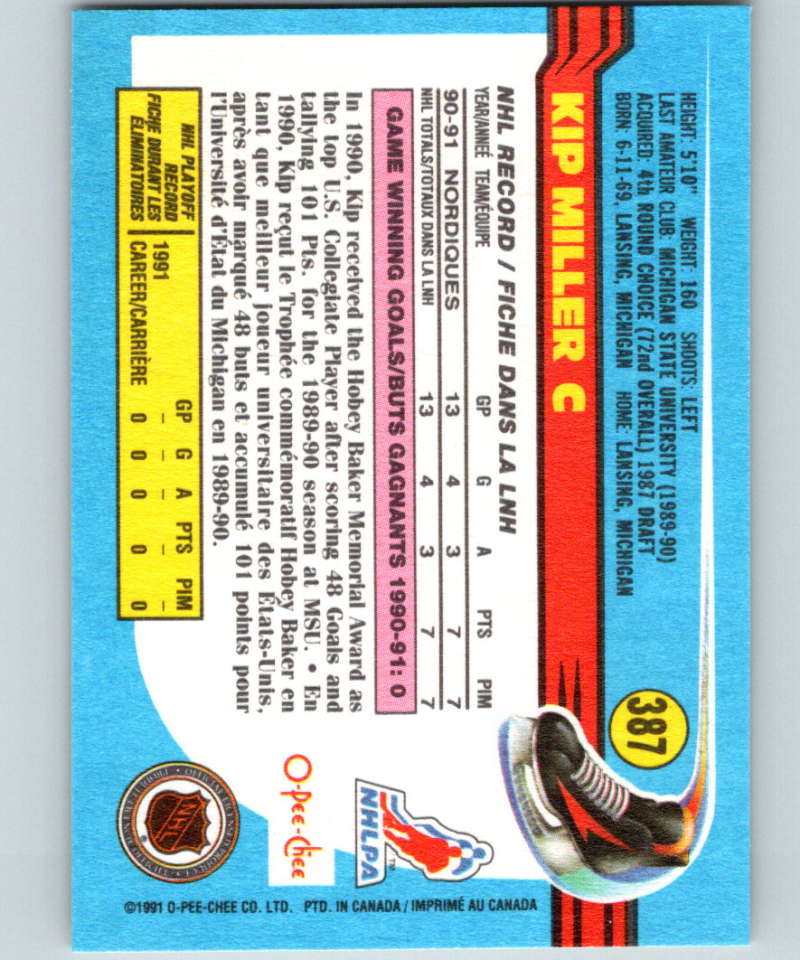 387
HEIGHT: 5'10" WEIGHT: 160 SHOOTS: LEFT
LAST AMATEUR CLUB: MICHIGAN STATE UNIVERSITY (1989-90)
ACQUIRED: 4th ROUND CHOICE (72nd OVERALL) 1987 DRAFT
BORN: 6-11-69, LANSING, MICHIGAN HOME: LANSING, MICHIGAN
KIP MILLER C
NHL RECORD / FICHE DANS LA LNH
YEAR/ANNÉE TEAM/ÉQUIPE GP G A PTS PIM
90-91 NORDIQUES 13 4 3 7 7
NHL TOTALS/TOTAUX DANS LA LNH 13 4 3 7 7
GAME WINNING GOALS/BUTS GAGNANTS 1990-91: 0
In 1990, Kip received the Hobey Baker Memorial Award as
the top U.S. Collegiate Player after scoring 48 Goals and
tallying 101 Pts. for the 1989-90 season at MSU. • En
1990, Kip reçut le Trophée commémoratif Hobey Baker en
tant que meilleur joueur universitaire des États-Unis,
après avoir marqué 48 buts et accumulé 101 points pour
l'Université d'État du Michigan en 1989-90.
NHL PLAYOFF
RECORD
FICHE DURANT LES
ÉLIMINATOIRES
GP G A PTS PIM
1991 – – – – –
CAREER/CARRIÈRE 0 0 0 0 0
NHLPA
TM
O-Pee-Chee
NHL
©1991 O-PEE-CHEE CO. LTD. PTD. IN CANADA / IMPRIMÉ AU CANADA